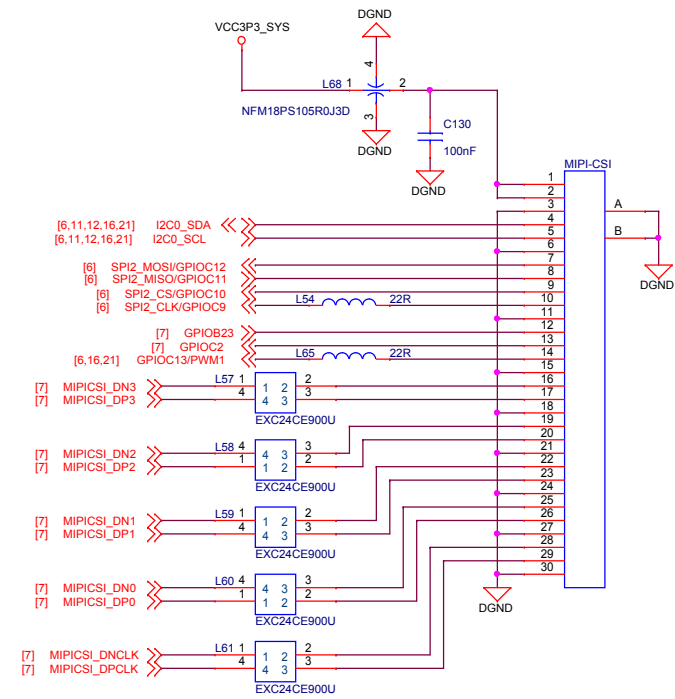 DGND
VCC3P3_SYS
4
L68 1 2
NFM18PS105R0J3D
3
DGND
C130
100nF
DGND
MIPI-CSI
1
2
3 A
[6,11,12,16,21] I2C0_SDA 4
[6,11,12,16,21] I2C0_SCL 5 B
6
[6] SPI2_MOSI/GPIOC12 7
[6] SPI2_MISO/GPIOC11 8
DGND
[6] SPI2_CS/GPIOC10 9
[6] SPI2_CLK/GPIOC9 L54 22R 10
11
[7] GPIOB23 12
[7] GPIOC2 13
[6,16,21] GPIOC13/PWM1 L65 22R 14
15
[7] MIPICSI_DN3 L57 1 1 2 2 16
[7] MIPICSI_DP3 4 4 3 3 17
EXC24CE900U
18
19
20
[7] MIPICSI_DN2 L58 4 4 3 3 21
[7] MIPICSI_DP2 1 1 2 2 22
EXC24CE900U
23
24
25
[7] MIPICSI_DN1 L59 1 1 2 2 26
[7] MIPICSI_DP1 4 4 3 3 27
EXC24CE900U
28
29
30
[7] MIPICSI_DN0 L60 4 4 3 3
[7] MIPICSI_DP0 1 1 2 2
DGND
EXC24CE900U
[7] MIPICSI_DNCLK L61 1 1 2 2
[7] MIPICSI_DPCLK 4 4 3 3
EXC24CE900U